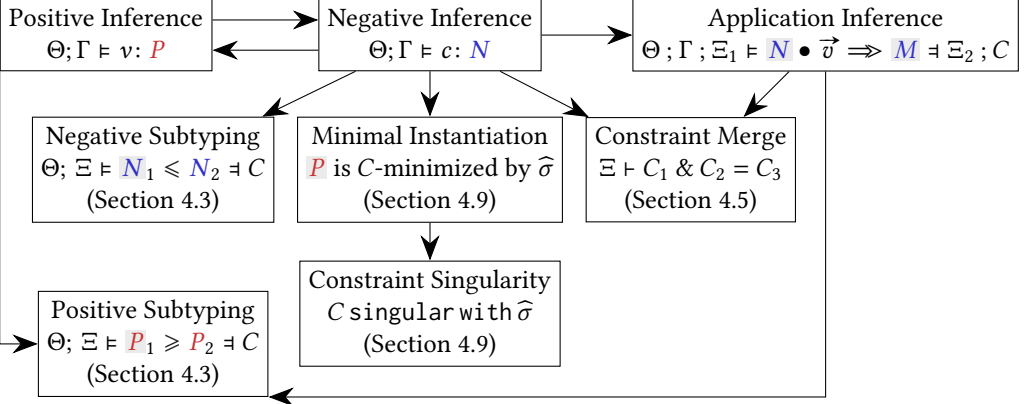 Positive Inference
Θ; Γ ⊨ v: P
Negative Inference
Θ; Γ ⊨ c: N
Application Inference
Θ ; Γ ; Ξ₁ ⊨ N ● v⃗ ⟹ M ⫤ Ξ₂ ; C
Negative Subtyping
Θ; Ξ ⊨ N₁ ⩽ N₂ ⫤ C
(Section 4.3)
Minimal Instantiation
P is C-minimized by σ̂
(Section 4.9)
Constraint Merge
Ξ ⊢ C₁ & C₂ = C₃
(Section 4.5)
Constraint Singularity
C singular with σ̂
(Section 4.9)
Positive Subtyping
Θ; Ξ ⊨ P₁ ⩾ P₂ ⫤ C
(Section 4.3)